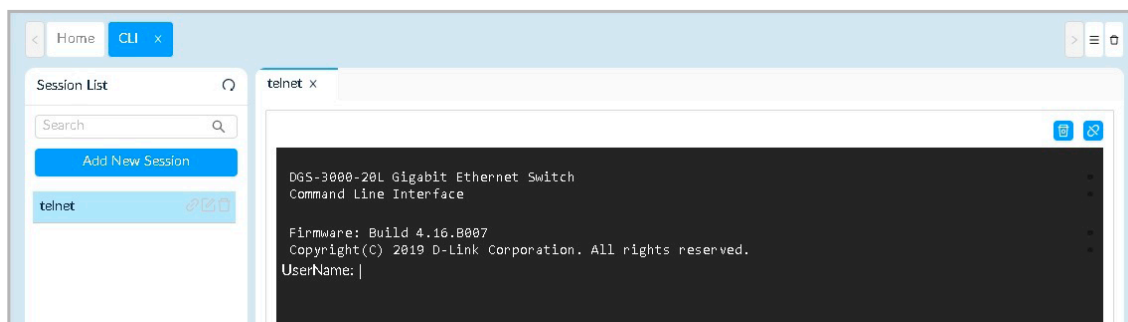 Home
CLI x
Session List
telnet x
Search
Add New Session
telnet
DGS-3000-20L Gigabit Ethernet Switch
Command Line Interface
Firmware: Build 4.16.B007
Copyright(C) 2019 D-Link Corporation. All rights reserved.
UserName: